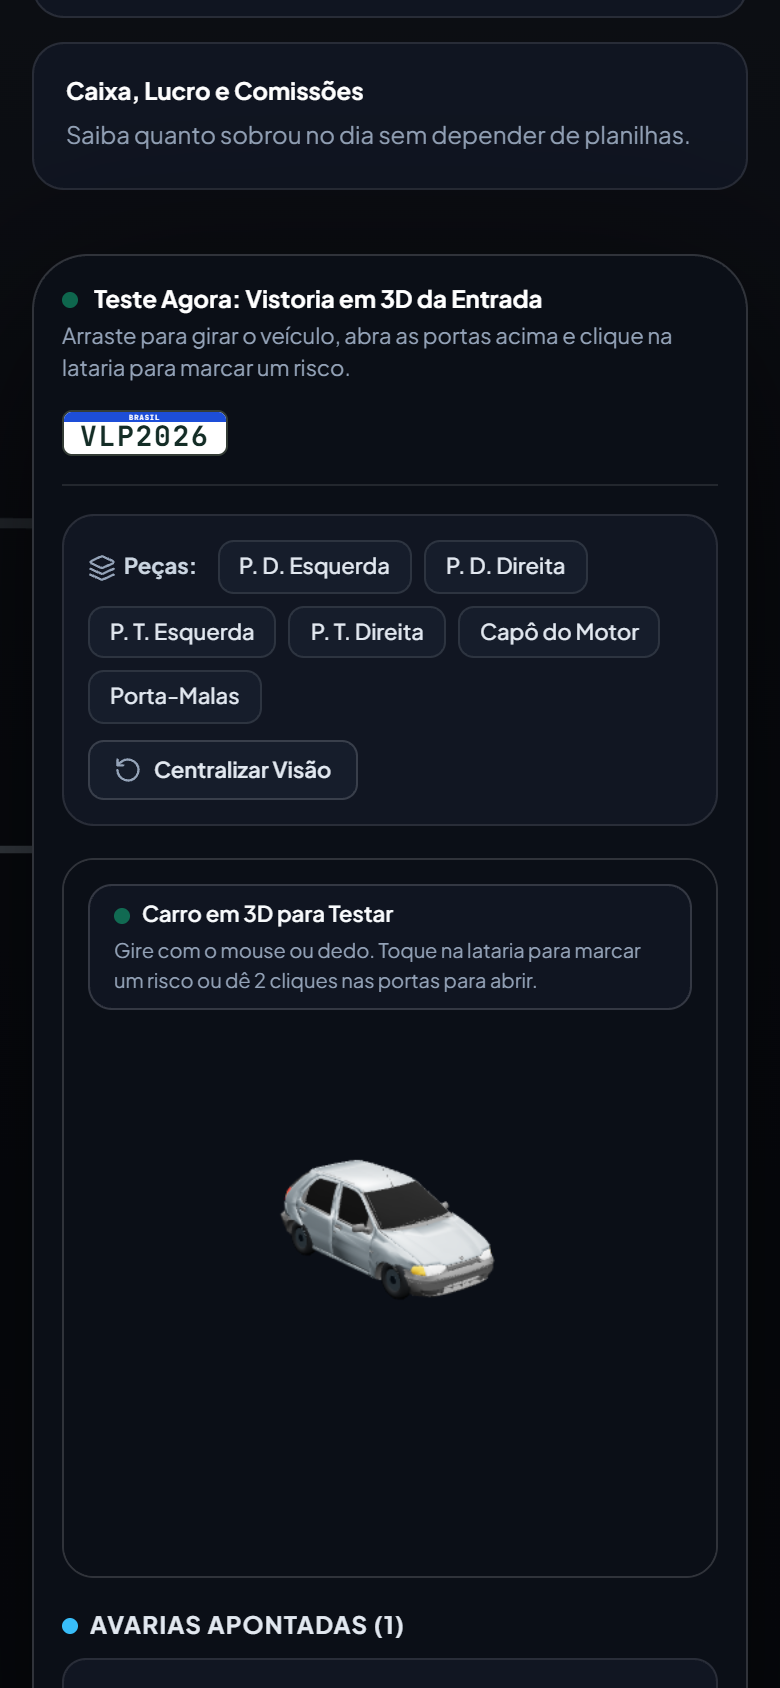 Caixa, Lucro e Comissões
Saiba quanto sobrou no dia sem depender de planilhas.
Teste Agora: Vistoria em 3D da Entrada
Arraste para girar o veículo, abra as portas acima e clique na
lataria para marcar um risco.
BRASIL
VLP2026
Peças:
P. D. Esquerda
P. D. Direita
P. T. Esquerda
P. T. Direita
Capô do Motor
Porta-Malas
Centralizar Visão
Carro em 3D para Testar
Gire com o mouse ou dedo. Toque na lataria para marcar
um risco ou dê 2 cliques nas portas para abrir.
AVARIAS APONTADAS (1)